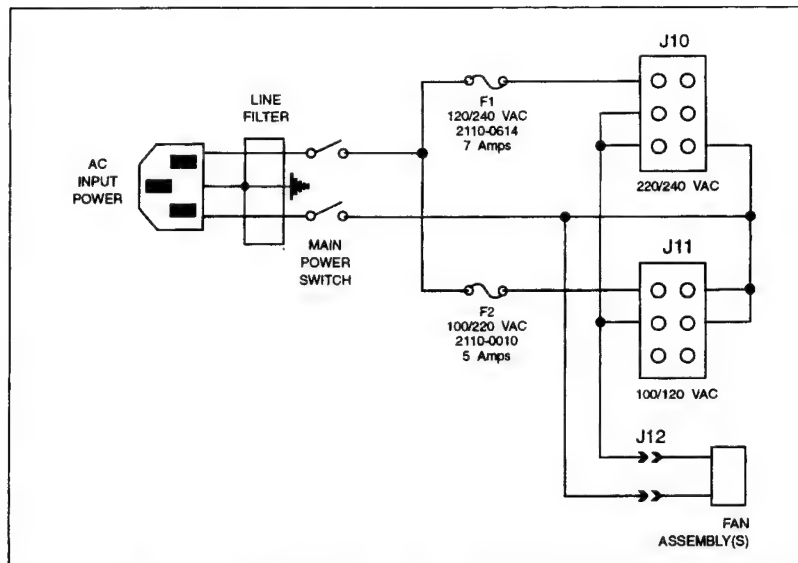 J10
LINE
FILTER
F1
120/240 VAC
2110-0614
7 Amps
AC
INPUT
POWER
220/240 VAC
MAIN
POWER
SWITCH
J11
F2
100/220 VAC
2110-0010
5 Amps
100/120 VAC
J12
FAN
ASSEMBLY(S)